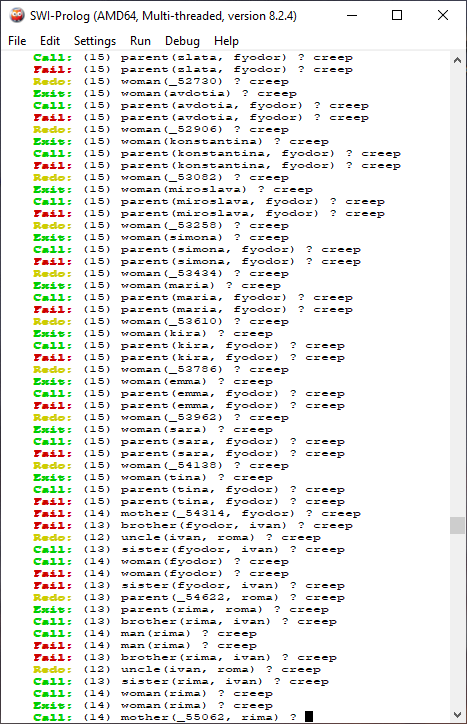 SWI-Prolog (AMD64, Multi-threaded, version 8.2.4)
File Edit Settings Run Debug Help
Call: (15) parent(zlata, fyodor) ? creep
Fail: (15) parent(zlata, fyodor) ? creep
Redo: (15) woman(_52730) ? creep
Exit: (15) woman(avdotia) ? creep
Call: (15) parent(avdotia, fyodor) ? creep
Fail: (15) parent(avdotia, fyodor) ? creep
Redo: (15) woman(_52906) ? creep
Exit: (15) woman(konstantina) ? creep
Call: (15) parent(konstantina, fyodor) ? creep
Fail: (15) parent(konstantina, fyodor) ? creep
Redo: (15) woman(_53082) ? creep
Exit: (15) woman(miroslava) ? creep
Call: (15) parent(miroslava, fyodor) ? creep
Fail: (15) parent(miroslava, fyodor) ? creep
Redo: (15) woman(_53258) ? creep
Exit: (15) woman(simona) ? creep
Call: (15) parent(simona, fyodor) ? creep
Fail: (15) parent(simona, fyodor) ? creep
Redo: (15) woman(_53434) ? creep
Exit: (15) woman(maria) ? creep
Call: (15) parent(maria, fyodor) ? creep
Fail: (15) parent(maria, fyodor) ? creep
Redo: (15) woman(_53610) ? creep
Exit: (15) woman(kira) ? creep
Call: (15) parent(kira, fyodor) ? creep
Fail: (15) parent(kira, fyodor) ? creep
Redo: (15) woman(_53786) ? creep
Exit: (15) woman(emma) ? creep
Call: (15) parent(emma, fyodor) ? creep
Fail: (15) parent(emma, fyodor) ? creep
Redo: (15) woman(_53962) ? creep
Exit: (15) woman(sara) ? creep
Call: (15) parent(sara, fyodor) ? creep
Fail: (15) parent(sara, fyodor) ? creep
Redo: (15) woman(_54138) ? creep
Exit: (15) woman(tina) ? creep
Call: (15) parent(tina, fyodor) ? creep
Fail: (15) parent(tina, fyodor) ? creep
Fail: (14) mother(_54314, fyodor) ? creep
Fail: (13) brother(fyodor, ivan) ? creep
Redo: (12) uncle(ivan, roma) ? creep
Call: (13) sister(fyodor, ivan) ? creep
Call: (14) woman(fyodor) ? creep
Fail: (14) woman(fyodor) ? creep
Fail: (13) sister(fyodor, ivan) ? creep
Redo: (13) parent(_54622, roma) ? creep
Exit: (13) parent(rima, roma) ? creep
Call: (13) brother(rima, ivan) ? creep
Call: (14) man(rima) ? creep
Fail: (14) man(rima) ? creep
Fail: (13) brother(rima, ivan) ? creep
Redo: (12) uncle(ivan, roma) ? creep
Call: (13) sister(rima, ivan) ? creep
Call: (14) woman(rima) ? creep
Exit: (14) woman(rima) ? creep
Call: (14) mother(_55062, rima) ?